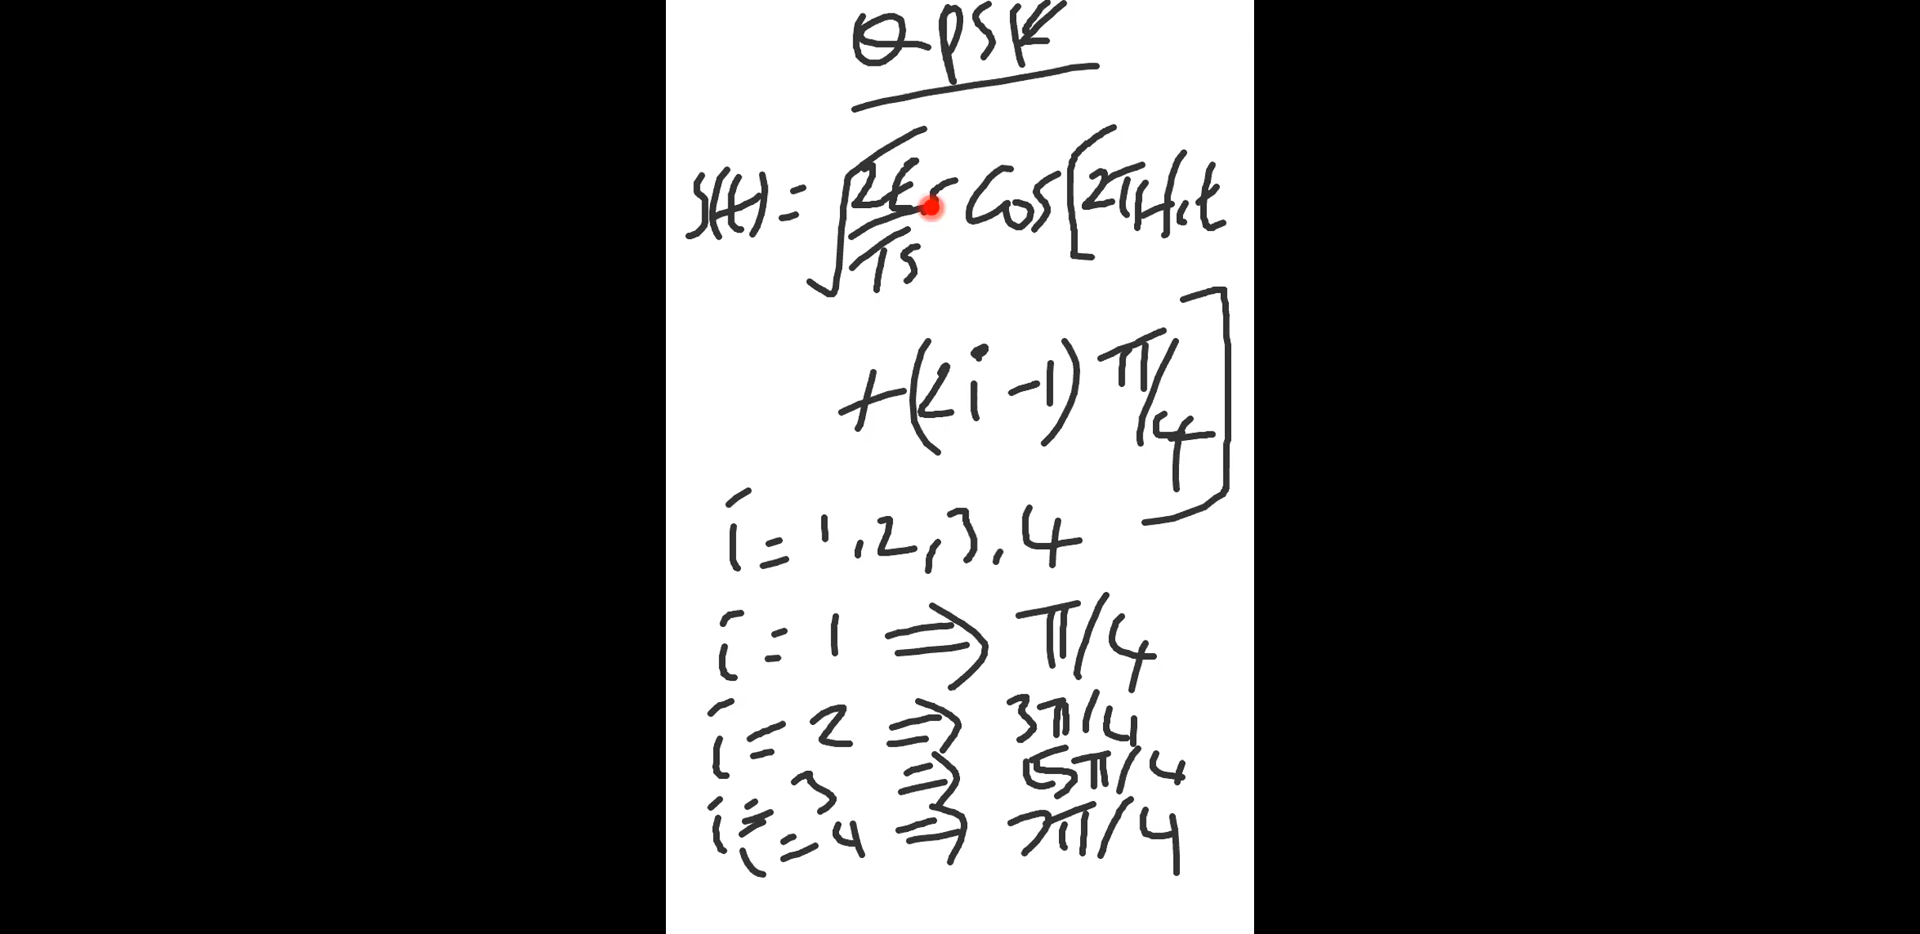 QPSK
s(t) = √(2Es/Ts) Cos[2πfct
+(2i-1)π/4]
i = 1,2,3,4
i = 1 ⇒ π/4
i = 2 ⇒ 3π/4
i = 3 ⇒ 5π/4
i = 4 ⇒ 7π/4